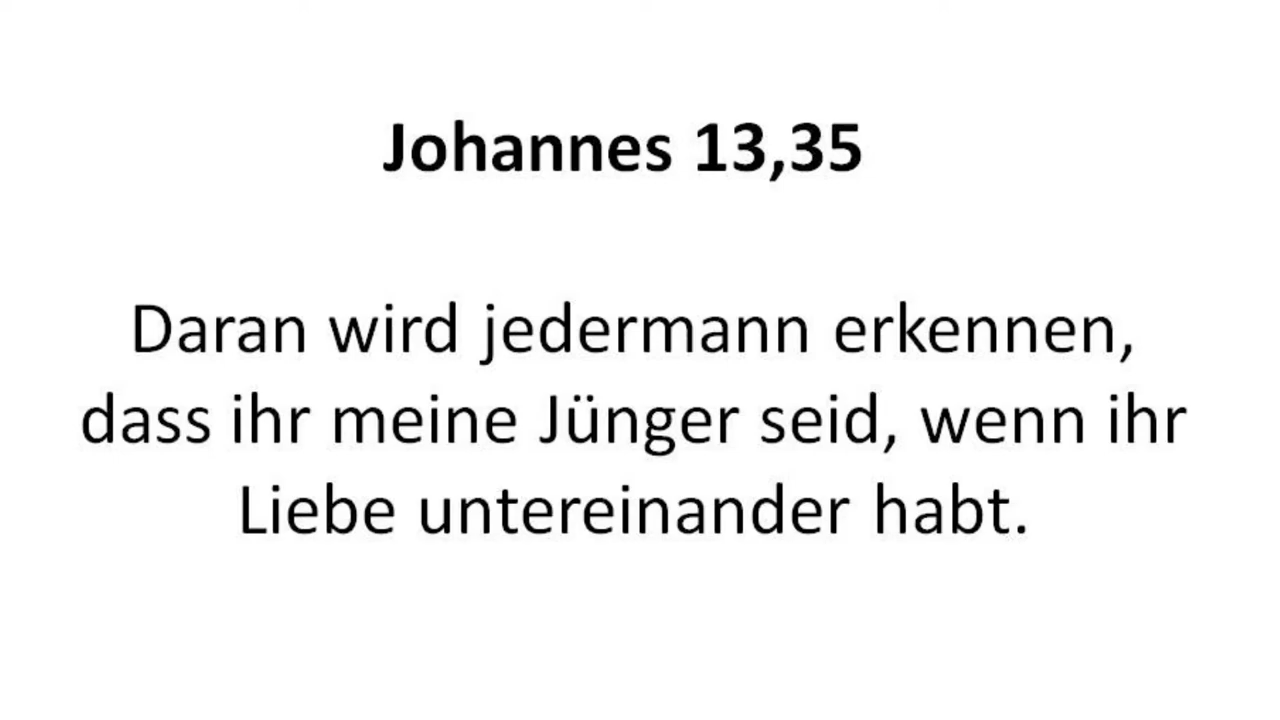 Johannes 13,35
Daran wird jedermann erkennen,
dass ihr meine Jünger seid, wenn ihr
Liebe untereinander habt.